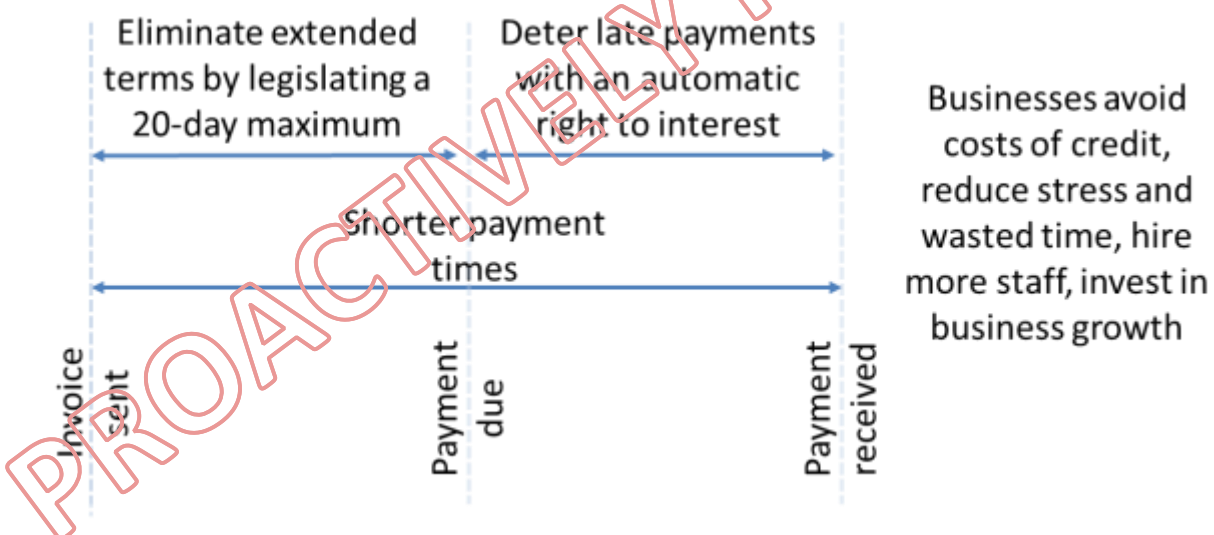 Eliminate extended
terms by legislating a
20-day maximum
Deter late payments
with an automatic
right to interest
Businesses avoid
costs of credit,
reduce stress and
wasted time, hire
more staff, invest in
business growth
Shorter payment
times
Invoice
sent
Payment
due
Payment
received
PROACTIVELY